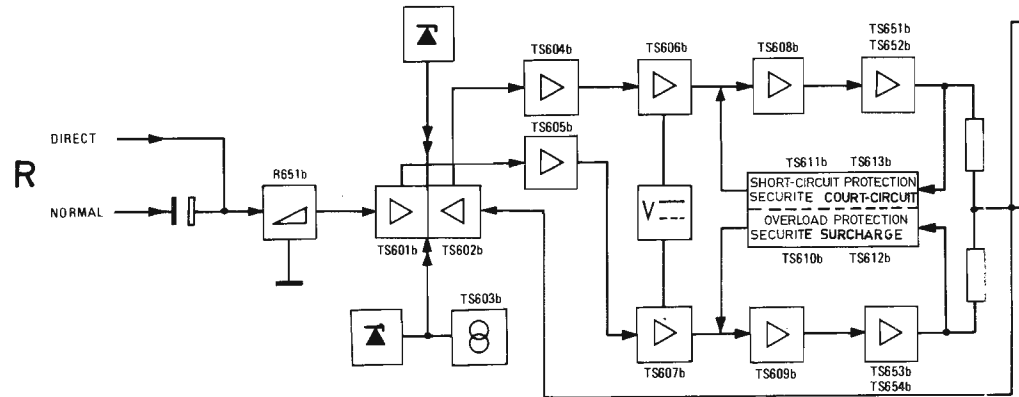 TS651b
TS652b
TS604b
TS606b
TS608b
TS605b
DIRECT
R
NORMAL
R651b
TS611b TS613b
SHORT-CIRCUIT PROTECTION
SECURITE COURT-CIRCUIT
OVERLOAD PROTECTION
SECURITE SURCHARGE
TS610b TS612b
V
TS601b
TS602b
TS603b
TS607b
TS609b
TS653b
TS654b